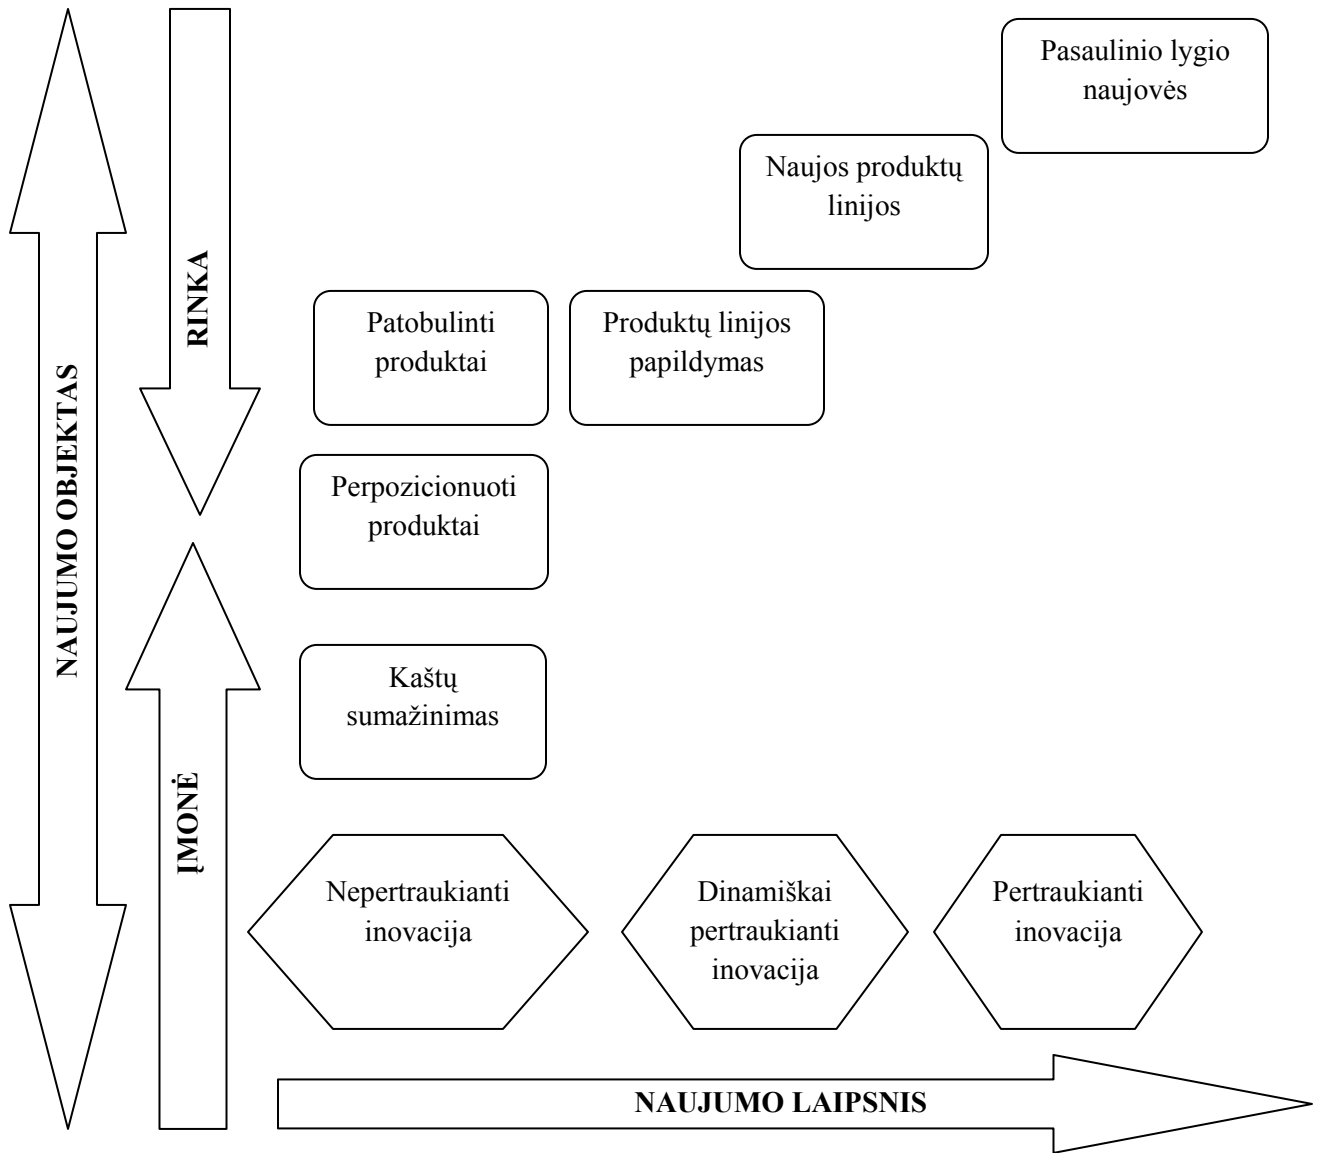 Pasaulinio lygio
naujovės
Naujos produktų
linijos
RINKA
Patobulinti
produktai
Produktų linijos
papildymas
NAUJUMO OBJEKTAS
Perpozicionuoti
produktai
Kaštų
sumažinimas
ĮMONĖ
Nepertraukianti
inovacija
Dinamiškai
pertraukianti
inovacija
Pertraukianti
inovacija
NAUJUMO LAIPSNIS